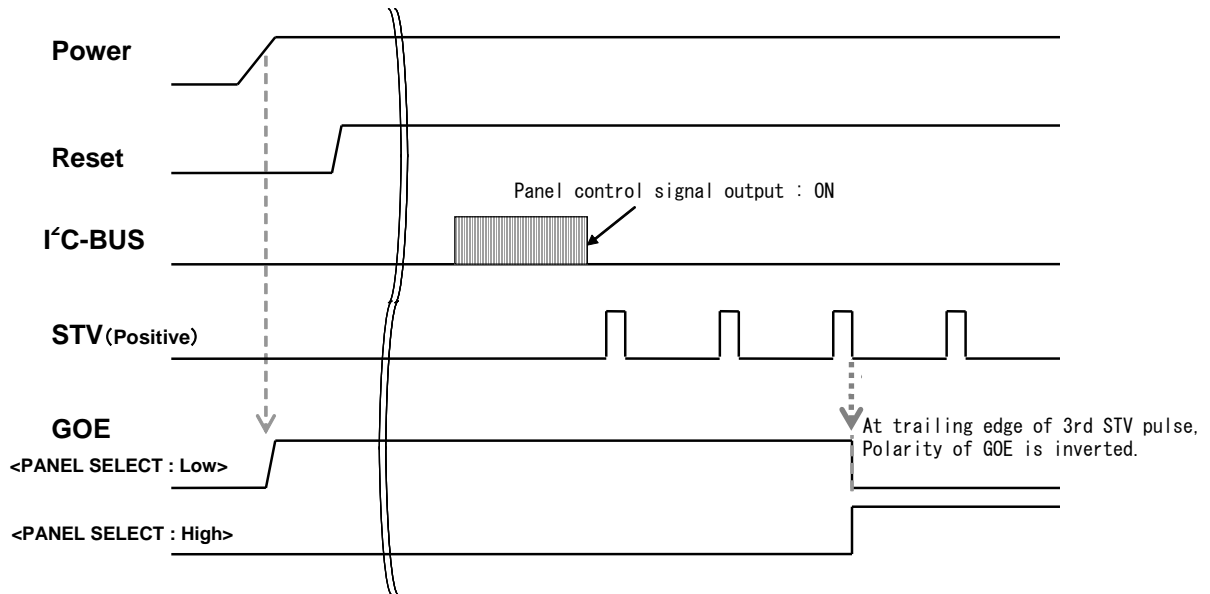 Power
Reset
Panel control signal output : ON
I²C-BUS
STV(Positive)
GOE
At trailing edge of 3rd STV pulse,
Polarity of GOE is inverted.
<PANEL SELECT : Low>
<PANEL SELECT : High>